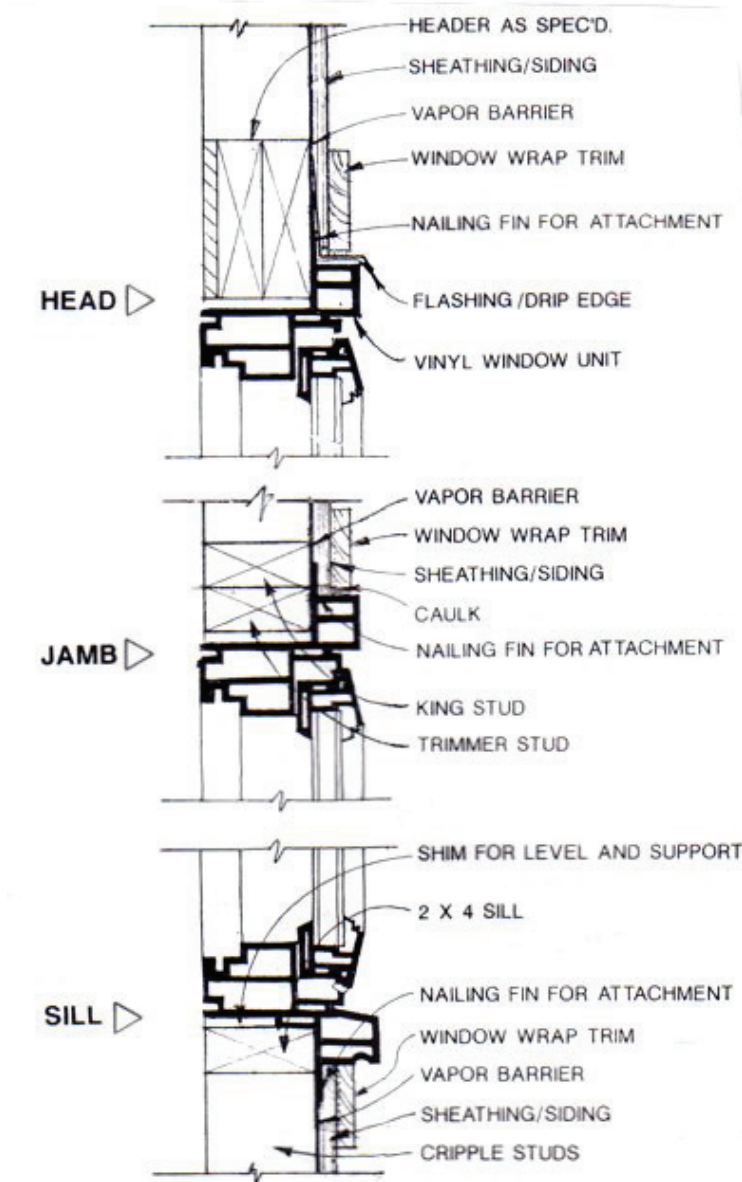 HEADER AS SPEC'D.
SHEATHING/SIDING
VAPOR BARRIER
WINDOW WRAP TRIM
NAILING FIN FOR ATTACHMENT
HEAD
FLASHING/DRIP EDGE
VINYL WINDOW UNIT
VAPOR BARRIER
WINDOW WRAP TRIM
SHEATHING/SIDING
CAULK
NAILING FIN FOR ATTACHMENT
JAMB
KING STUD
TRIMMER STUD
SHIM FOR LEVEL AND SUPPORT
2 X 4 SILL
NAILING FIN FOR ATTACHMENT
SILL
WINDOW WRAP TRIM
VAPOR BARRIER
SHEATHING/SIDING
CRIPPLE STUDS